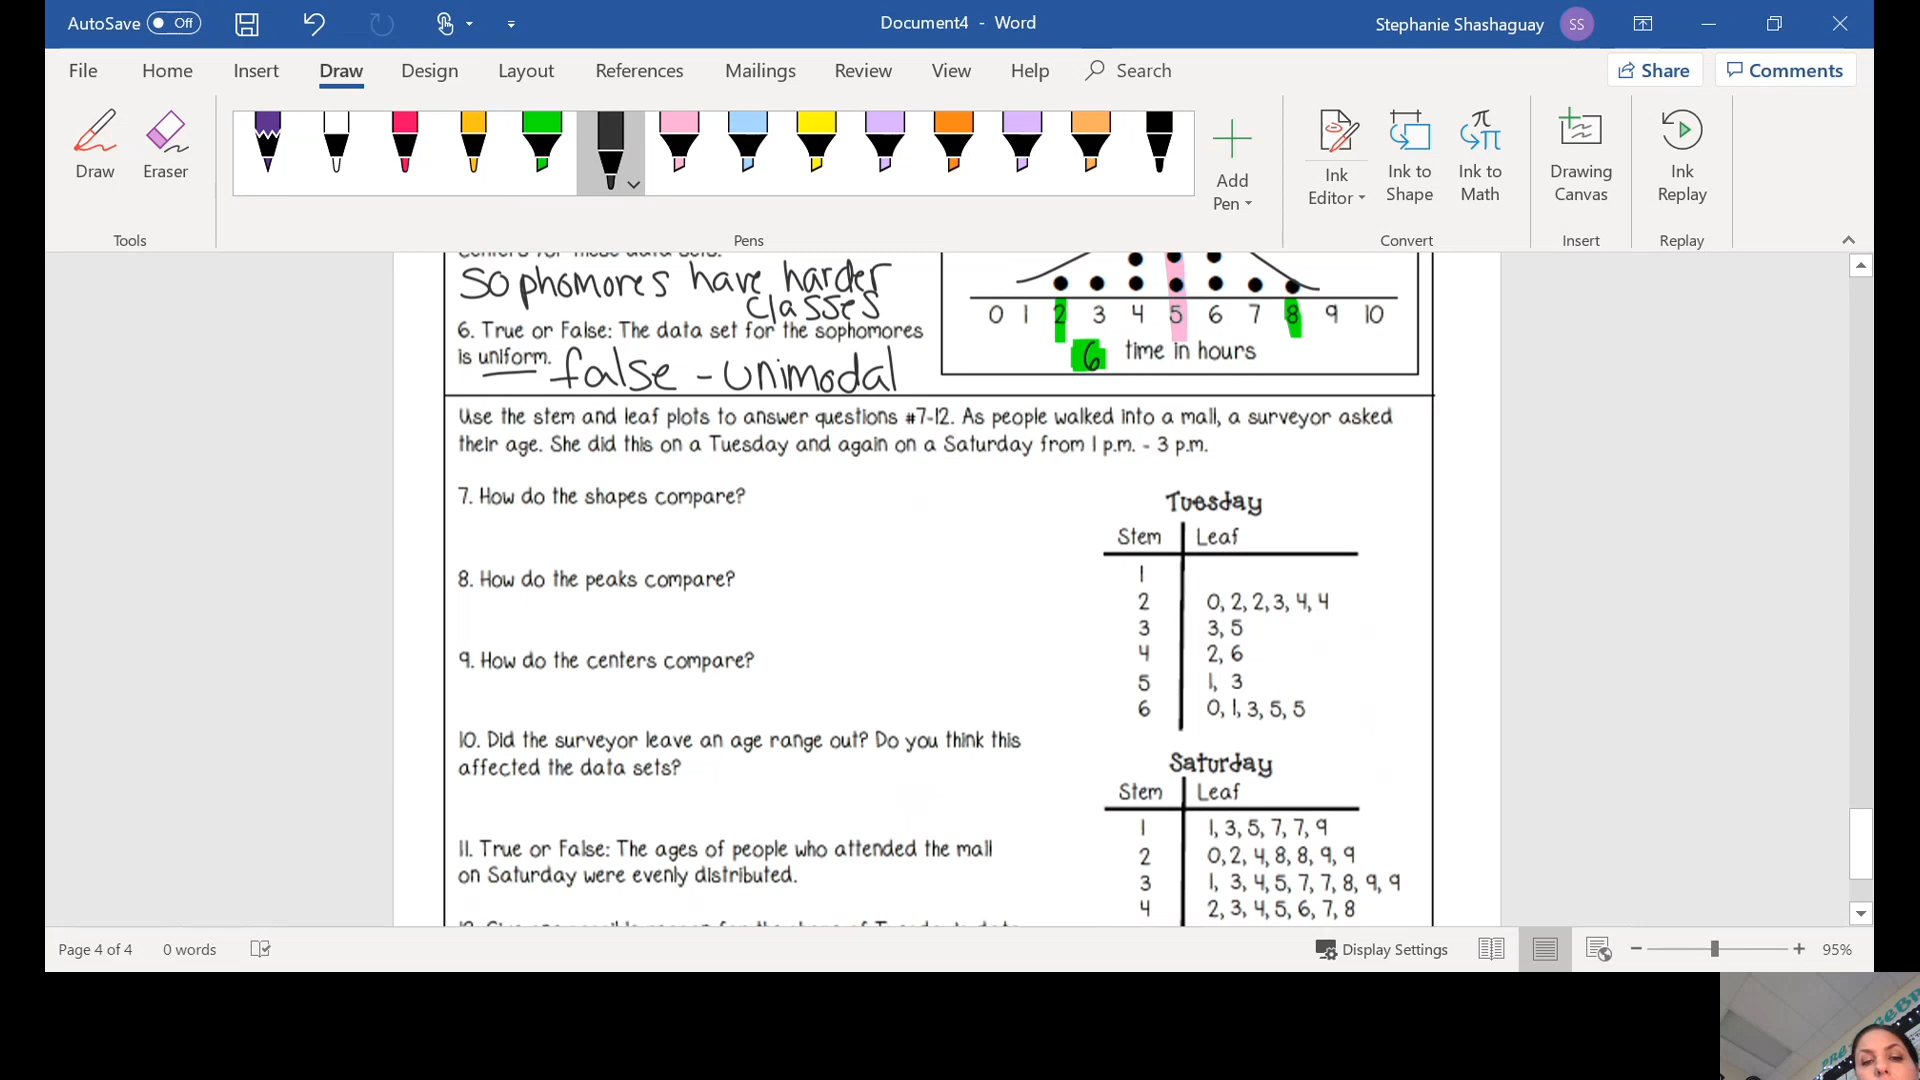 AutoSave Off
Document4 - Word
Stephanie Shashaguay SS
File Home Insert Draw Design Layout References Mailings Review View Help Search
Share Comments
Draw Eraser
Add Pen
Ink Editor
Ink to Shape
Ink to Math
Drawing Canvas
Ink Replay
Tools Pens Convert Insert Replay
centers for these data sets.
Sophomores have harder
classes
6. True or False: The data set for the sophomores
is uniform. false - unimodal
0 1 2 3 4 5 6 7 8 9 10
6 time in hours
Use the stem and leaf plots to answer questions #7-12. As people walked into a mall, a surveyor asked
their age. She did this on a Tuesday and again on a Saturday from 1 p.m. - 3 p.m.
7. How do the shapes compare?
8. How do the peaks compare?
9. How do the centers compare?
10. Did the surveyor leave an age range out? Do you think this
affected the data sets?
11. True or False: The ages of people who attended the mall
on Saturday were evenly distributed.
Tuesday
Stem Leaf
1
2 0, 2, 2, 3, 4, 4
3 3, 5
4 2, 6
5 1, 3
6 0, 1, 3, 5, 5
Saturday
Stem Leaf
1 1, 3, 5, 7, 7, 9
2 0, 2, 4, 8, 8, 9, 9
3 1, 3, 4, 5, 7, 7, 8, 9, 9
4 2, 3, 4, 5, 6, 7, 8
Page 4 of 4 0 words
Display Settings
95%